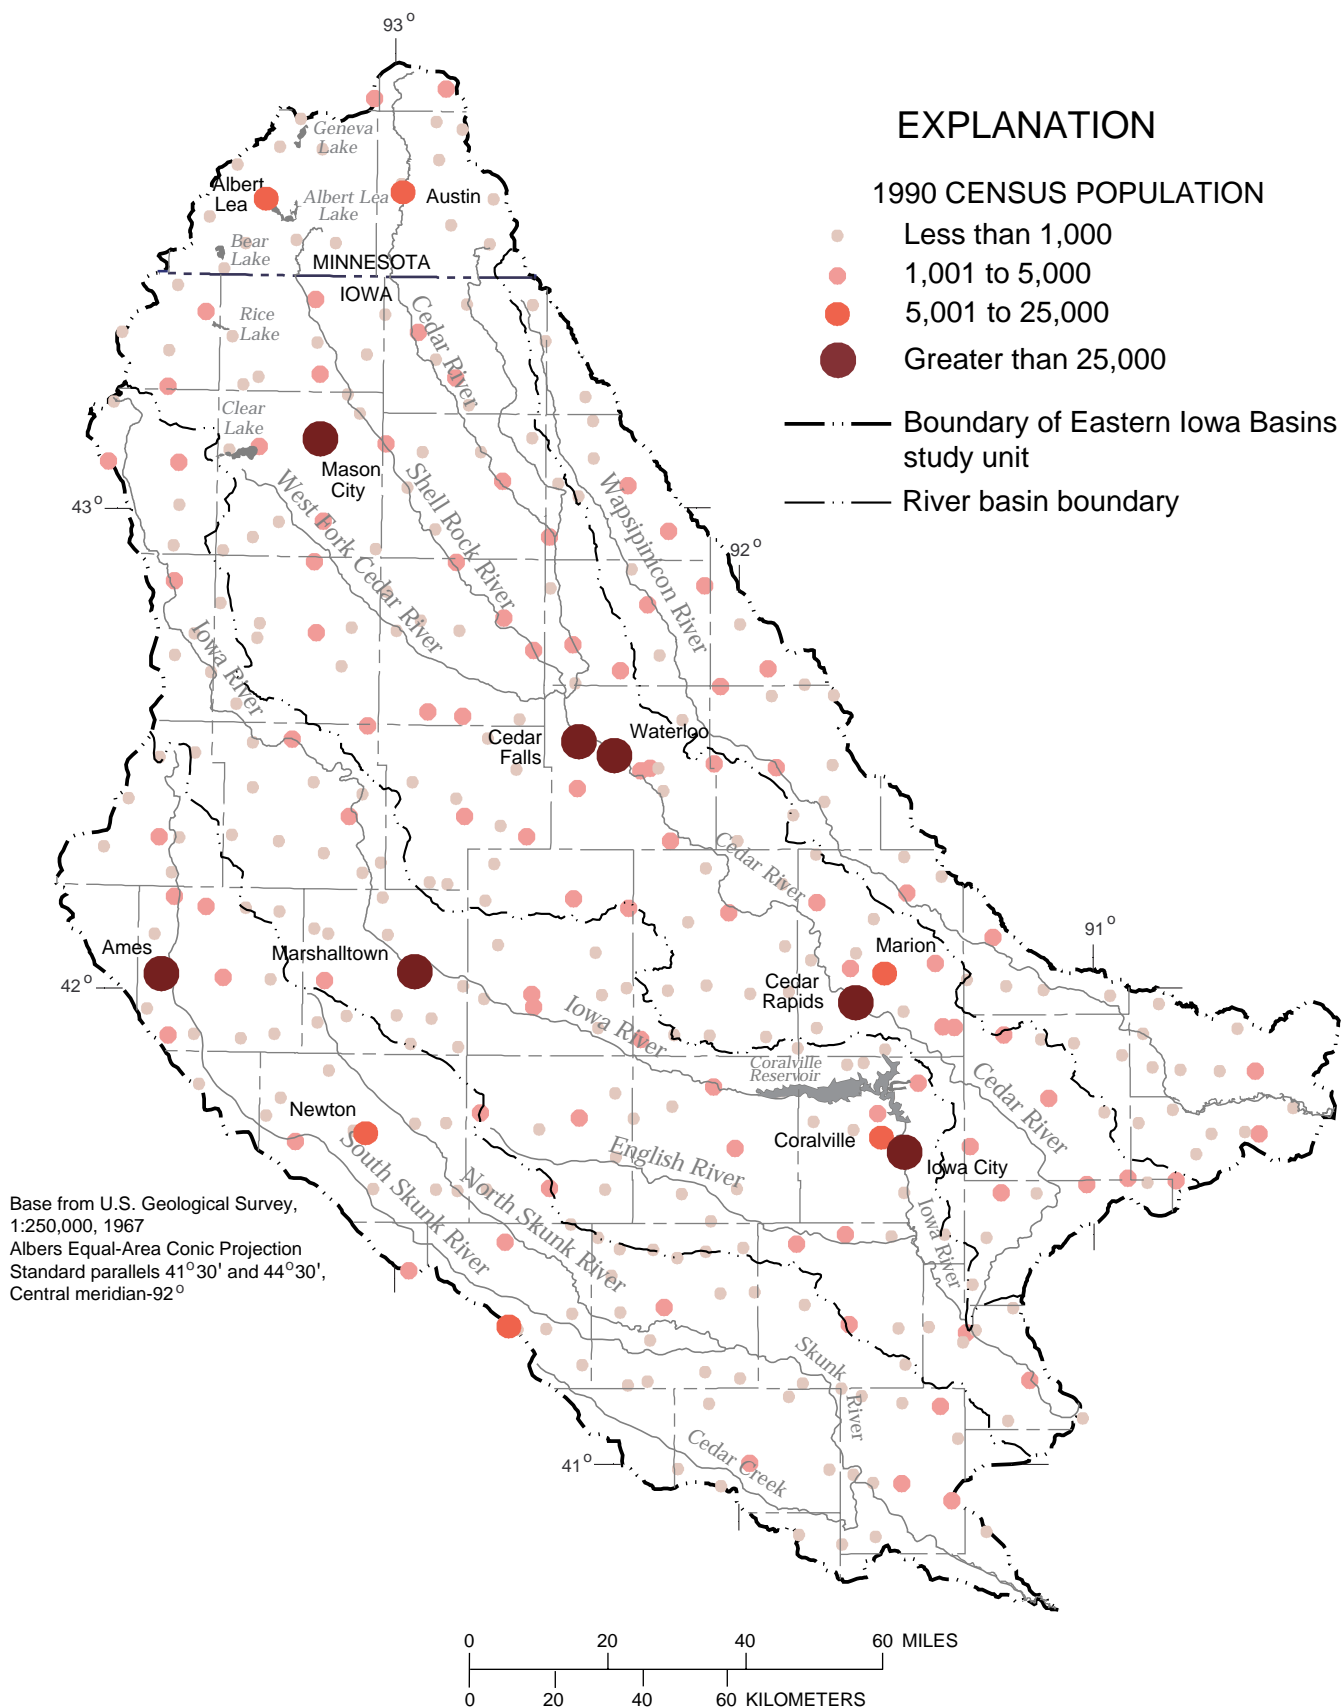 93°
EXPLANATION
1990 CENSUS POPULATION
Less than 1,000
1,001 to 5,000
5,001 to 25,000
Greater than 25,000
Boundary of Eastern Iowa Basins
study unit
River basin boundary
Geneva
Lake
Albert
Lea
Albert Lea
Lake
Austin
Bear
Lake
MINNESOTA
IOWA
Rice
Lake
Cedar River
Clear
Lake
Mason
City
43°
West Fork Cedar River
Shell Rock River
Wapsipinicon River
92°
Iowa River
Cedar
Falls
Waterloo
Cedar River
Ames
Marshalltown
42°
Marion
Cedar
Rapids
91°
Iowa River
Coralville
Reservoir
Cedar River
Newton
Coralville
Iowa City
English River
South Skunk River
North Skunk River
Iowa River
Base from U.S. Geological Survey,
1:250,000, 1967
Albers Equal-Area Conic Projection
Standard parallels 41°30' and 44°30',
Central meridian-92°
Skunk
River
Cedar Creek
41°
0 20 40 60 MILES
0 20 40 60 KILOMETERS